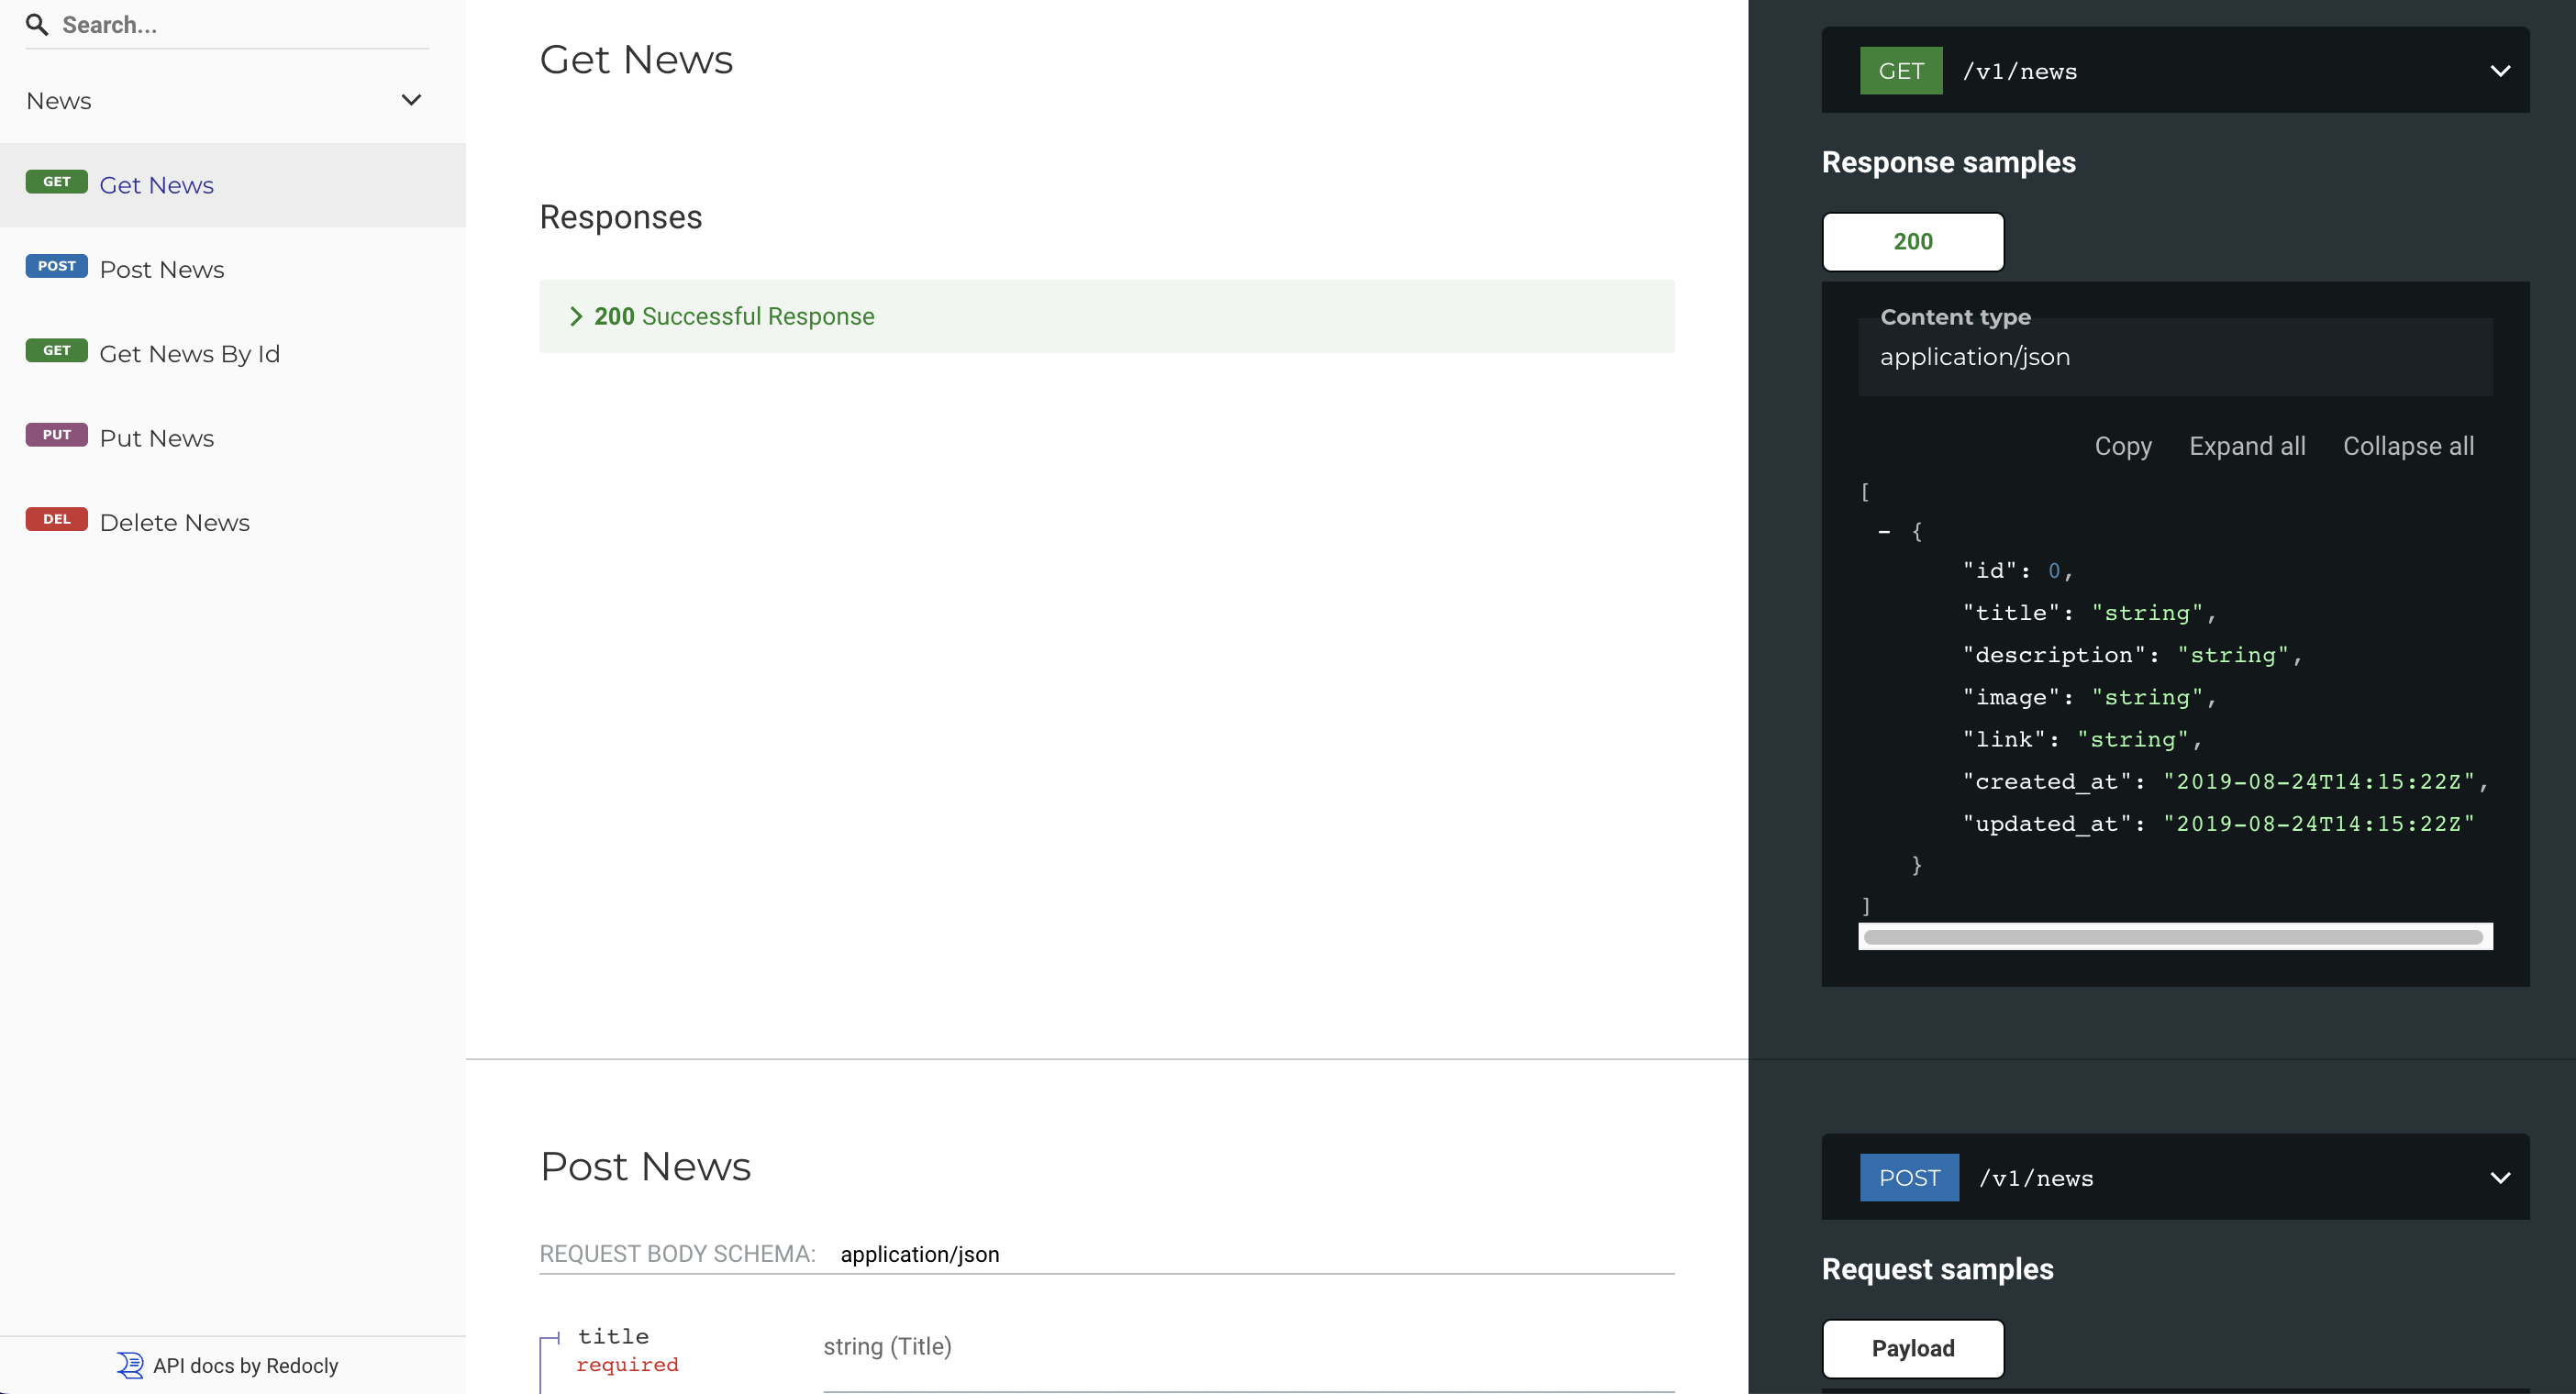 Search...
News
GET Get News
POST Post News
GET Get News By Id
PUT Put News
DEL Delete News
API docs by Redocly
Get News
Responses
200 Successful Response
Post News
REQUEST BODY SCHEMA: application/json
title
required
string (Title)
GET /v1/news
Response samples
200
Content type
application/json
Copy Expand all Collapse all
[
- {
"id": 0,
"title": "string",
"description": "string",
"image": "string",
"link": "string",
"created_at": "2019-08-24T14:15:22Z",
"updated_at": "2019-08-24T14:15:22Z"
}
]
POST /v1/news
Request samples
Payload